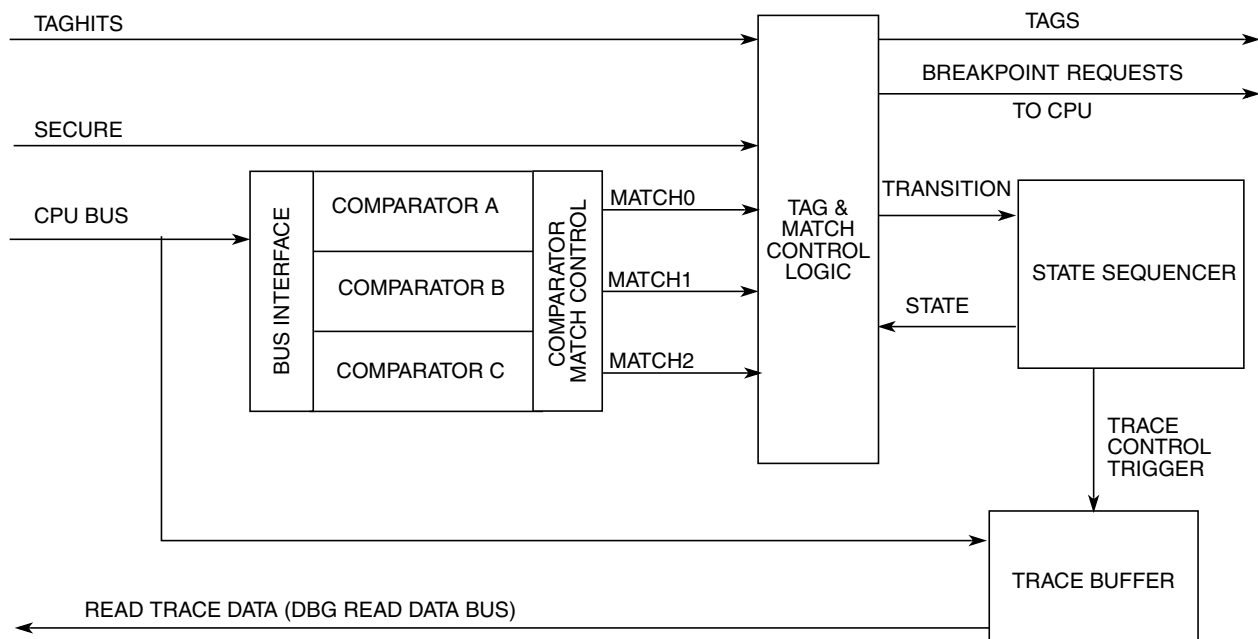 TAGHITS
TAGS
BREAKPOINT REQUESTS
TO CPU
SECURE
CPU BUS
BUS INTERFACE
COMPARATOR A
COMPARATOR B
COMPARATOR C
COMPARATOR
MATCH CONTROL
MATCH0
MATCH1
MATCH2
TAG &
MATCH
CONTROL
LOGIC
TRANSITION
STATE
STATE SEQUENCER
TRACE
CONTROL
TRIGGER
TRACE BUFFER
READ TRACE DATA (DBG READ DATA BUS)